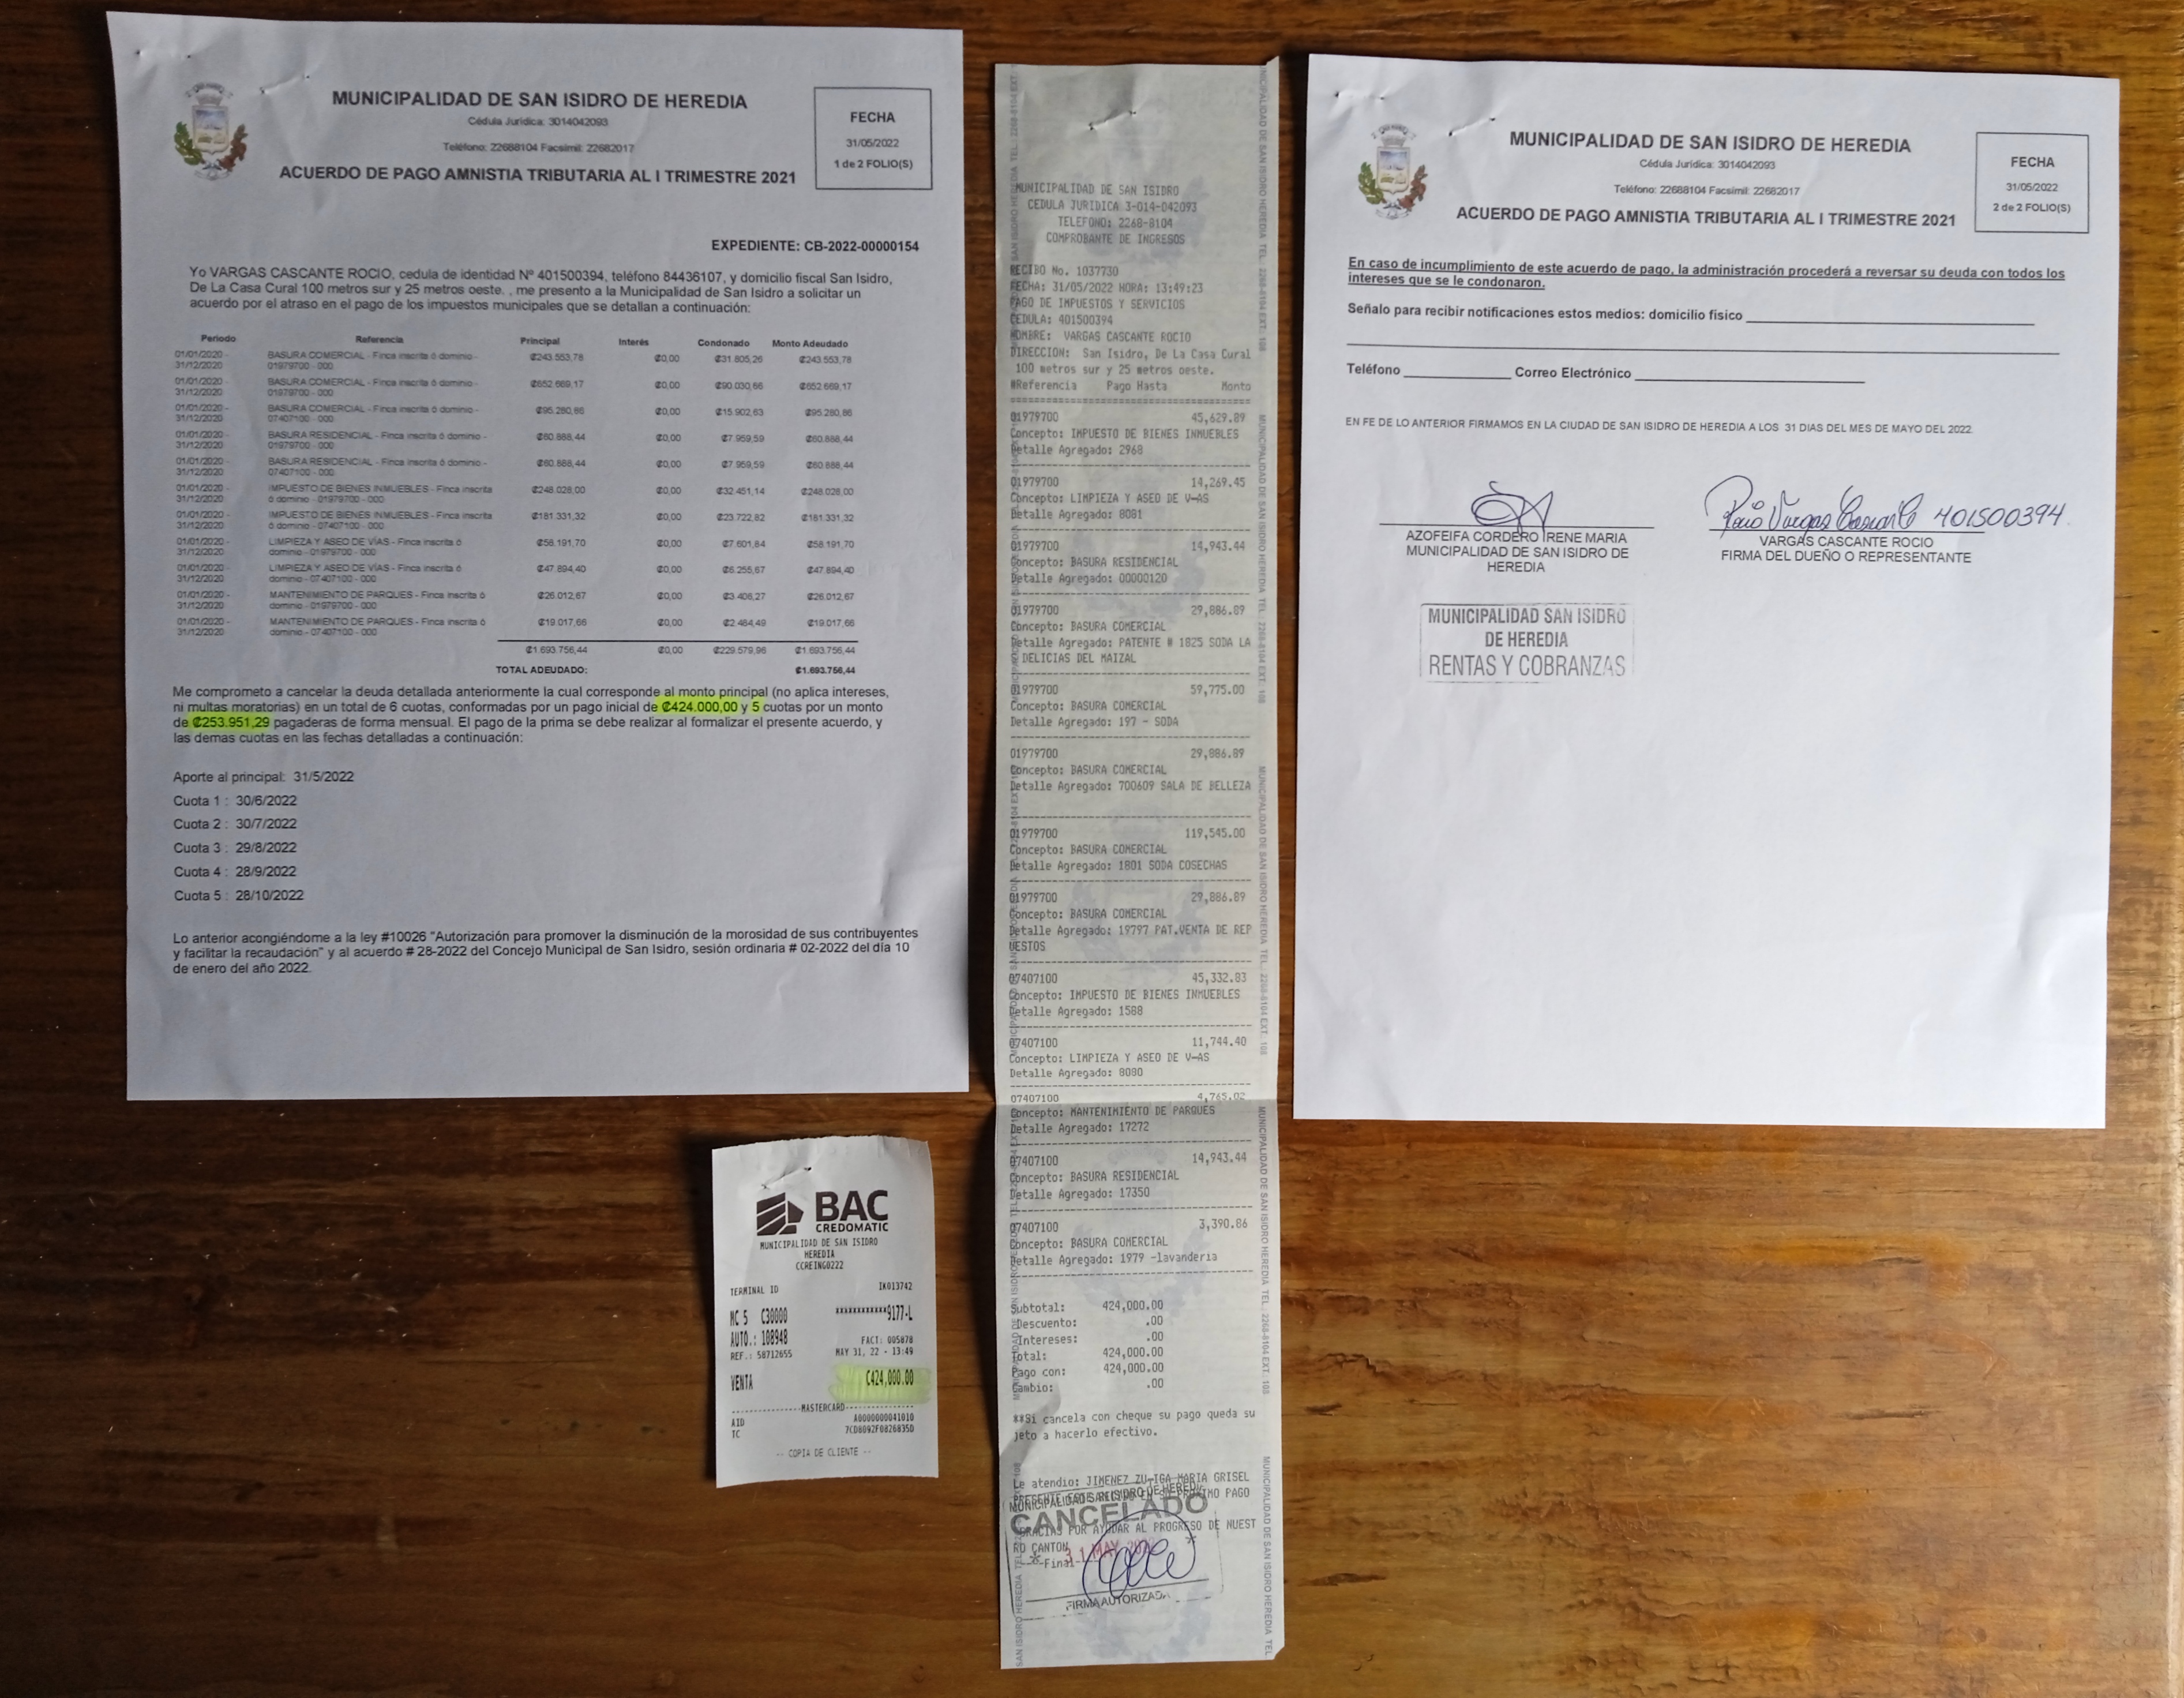 MUNICIPALIDAD DE SAN ISIDRO DE HEREDIA
Cédula Jurídica: 3014042093
Teléfono: 22688104 Facsimil: 22682017
ACUERDO DE PAGO AMNISTIA TRIBUTARIA AL I TRIMESTRE 2021
FECHA
31/05/2022
1 de 2 FOLIO(S)
EXPEDIENTE: CB-2022-00000154
Yo VARGAS CASCANTE ROCIO, cedula de identidad Nº 401500394, teléfono 84436107, y domicilio fiscal San Isidro,
De La Casa Cural 100 metros sur y 25 metros oeste. , me presento a la Municipalidad de San Isidro a solicitar un
acuerdo por el atraso en el pago de los impuestos municipales que se detallan a continuación:
Periodo Referencia Principal Interés Condonado Monto Adeudado
01/01/2020 - BASURA COMERCIAL - Finca inscrita ó dominio - ₡243.553,78 ₡0,00 ₡31.805,26 ₡243.553,78
31/12/2020 01979700 - 000
01/01/2020 - BASURA COMERCIAL - Finca inscrita ó dominio - ₡652.669,17 ₡0,00 ₡90.030,66 ₡652.669,17
31/12/2020 01979700 - 000
01/01/2020 - BASURA COMERCIAL - Finca inscrita ó dominio - ₡95.280,86 ₡0,00 ₡15.902,63 ₡95.280,86
31/12/2020 07407100 - 000
01/01/2020 - BASURA RESIDENCIAL - Finca inscrita ó dominio - ₡60.888,44 ₡0,00 ₡7.959,59 ₡60.888,44
31/12/2020 01979700 - 000
01/01/2020 - BASURA RESIDENCIAL - Finca inscrita ó dominio - ₡60.888,44 ₡0,00 ₡7.959,59 ₡60.888,44
31/12/2020 07407100 - 000
01/01/2020 - IMPUESTO DE BIENES INMUEBLES - Finca inscrita ₡248.028,00 ₡0,00 ₡32.451,14 ₡248.028,00
31/12/2020 ó dominio - 01979700 - 000
01/01/2020 - IMPUESTO DE BIENES INMUEBLES - Finca inscrita ₡181.331,32 ₡0,00 ₡23.722,82 ₡181.331,32
31/12/2020 ó dominio - 07407100 - 000
01/01/2020 - LIMPIEZA Y ASEO DE VÍAS - Finca inscrita ó ₡58.191,70 ₡0,00 ₡7.601,84 ₡58.191,70
31/12/2020 dominio - 01979700 - 000
01/01/2020 - LIMPIEZA Y ASEO DE VÍAS - Finca inscrita ó ₡47.894,40 ₡0,00 ₡6.255,67 ₡47.894,40
31/12/2020 dominio - 07407100 - 000
01/01/2020 - MANTENIMIENTO DE PARQUES - Finca inscrita ó ₡26.012,67 ₡0,00 ₡3.406,27 ₡26.012,67
31/12/2020 dominio - 01979700 - 000
01/01/2020 - MANTENIMIENTO DE PARQUES - Finca inscrita ó ₡19.017,66 ₡0,00 ₡2.484,49 ₡19.017,66
31/12/2020 dominio - 07407100 - 000
₡1.693.756,44 ₡0,00 ₡229.579,96 ₡1.693.756,44
TOTAL ADEUDADO: ₡1.693.756,44
Me comprometo a cancelar la deuda detallada anteriormente la cual corresponde al monto principal (no aplica intereses,
ni multas moratorias) en un total de 6 cuotas, conformadas por un pago inicial de ₡424.000,00 y 5 cuotas por un monto
de ₡253.951,29 pagaderas de forma mensual. El pago de la prima se debe realizar al formalizar el presente acuerdo, y
las demas cuotas en las fechas detalladas a continuación:
Aporte al principal: 31/5/2022
Cuota 1 : 30/6/2022
Cuota 2 : 30/7/2022
Cuota 3 : 29/8/2022
Cuota 4 : 28/9/2022
Cuota 5 : 28/10/2022
Lo anterior acongiéndome a la ley #10026 "Autorización para promover la disminución de la morosidad de sus contribuyentes
y facilitar la recaudación" y al acuerdo # 28-2022 del Concejo Municipal de San Isidro, sesión ordinaria # 02-2022 del día 10
de enero del año 2022.
BAC
CREDOMATIC
MUNICIPALIDAD DE SAN ISIDRO
HEREDIA
CCREING0222
TERMINAL ID IK013742
MC 5 C30000 ************9177-L
AUTO.: 108948 FACT: 005878
REF.: 58712655 MAY 31, 22 - 13:49
VENTA C424,000.00
MASTERCARD
AID A0000000041010
TC 7CD8092F0826835D
-- COPIA DE CLIENTE --
MUNICIPALIDAD DE SAN ISIDRO
CEDULA JURIDICA 3-014-042093
TELEFONO: 2268-8104
COMPROBANTE DE INGRESOS
RECIBO No. 1037730
FECHA: 31/05/2022 HORA: 13:49:23
PAGO DE IMPUESTOS Y SERVICIOS
CEDULA: 401500394
NOMBRE: VARGAS CASCANTE ROCIO
DIRECCION: San Isidro, De La Casa Cural
100 metros sur y 25 metros oeste.
#Referencia Pago Hasta Monto
01979700 45,629.89
Concepto: IMPUESTO DE BIENES INMUEBLES
Detalle Agregado: 2968
01979700 14,269.45
Concepto: LIMPIEZA Y ASEO DE V-AS
Detalle Agregado: 8081
01979700 14,943.44
Concepto: BASURA RESIDENCIAL
Detalle Agregado: 00000120
01979700 29,886.89
Concepto: BASURA COMERCIAL
Detalle Agregado: PATENTE # 1825 SODA LA
DELICIAS DEL MAIZAL
01979700 59,775.00
Concepto: BASURA COMERCIAL
Detalle Agregado: 197 - SODA
01979700 29,886.89
Concepto: BASURA COMERCIAL
Detalle Agregado: 700609 SALA DE BELLEZA
01979700 119,545.00
Concepto: BASURA COMERCIAL
Detalle Agregado: 1801 SODA COSECHAS
01979700 29,886.89
Concepto: BASURA COMERCIAL
Detalle Agregado: 19797 PAT.VENTA DE REP
UESTOS
07407100 45,332.83
Concepto: IMPUESTO DE BIENES INMUEBLES
Detalle Agregado: 1588
07407100 11,744.40
Concepto: LIMPIEZA Y ASEO DE V-AS
Detalle Agregado: 8080
07407100 4,765.02
Concepto: MANTENIMIENTO DE PARQUES
Detalle Agregado: 17272
07407100 14,943.44
Concepto: BASURA RESIDENCIAL
Detalle Agregado: 17350
07407100 3,390.86
Concepto: BASURA COMERCIAL
Detalle Agregado: 1979 -lavanderia
Subtotal: 424,000.00
Descuento: .00
Intereses: .00
Total: 424,000.00
Pago con: 424,000.00
Cambio: .00
**Si cancela con cheque su pago queda su
jeto a hacerlo efectivo.
Le atendio: JIMENEZ ZU-IGA MARIA GRISEL
MUNICIPALIDAD DE SAN ISIDRO DE HEREDIA
CANCELADO
GRACIAS POR AYUDAR AL PROGRESO DE NUEST
RO CANTON
31 MAY
Final
FIRMA AUTORIZADA
MUNICIPALIDAD DE SAN ISIDRO DE HEREDIA
Cédula Jurídica: 3014042093
Teléfono: 22688104 Facsimil: 22682017
ACUERDO DE PAGO AMNISTIA TRIBUTARIA AL I TRIMESTRE 2021
FECHA
31/05/2022
2 de 2 FOLIO(S)
En caso de incumplimiento de este acuerdo de pago, la administración procederá a reversar su deuda con todos los
intereses que se le condonaron.
Señalo para recibir notificaciones estos medios: domicilio fisico
Teléfono Correo Electrónico
EN FE DE LO ANTERIOR FIRMAMOS EN LA CIUDAD DE SAN ISIDRO DE HEREDIA A LOS 31 DIAS DEL MES DE MAYO DEL 2022.
Rocio Vargas Cascante 401500394
AZOFEIFA CORDERO IRENE MARIA
MUNICIPALIDAD DE SAN ISIDRO DE
HEREDIA
VARGAS CASCANTE ROCIO
FIRMA DEL DUEÑO O REPRESENTANTE
MUNICIPALIDAD SAN ISIDRO
DE HEREDIA
RENTAS Y COBRANZAS